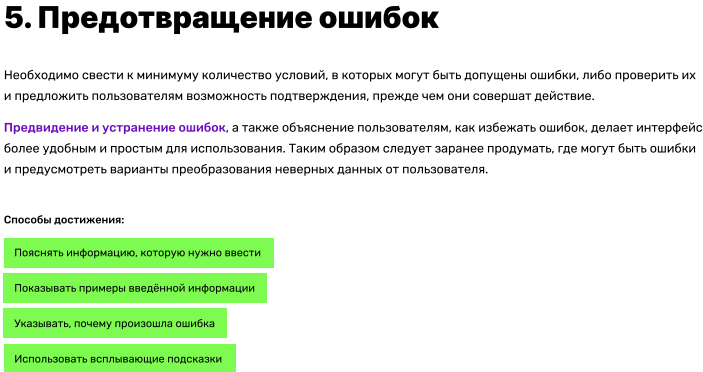 5. Предотвращение ошибок
Необходимо свести к минимуму количество условий, в которых могут быть допущены ошибки, либо проверить их
и предложить пользователям возможность подтверждения, прежде чем они совершат действие.
Предвидение и устранение ошибок, а также объяснение пользователям, как избежать ошибок, делает интерфейс
более удобным и простым для использования. Таким образом следует заранее продумать, где могут быть ошибки
и предусмотреть варианты преобразования неверных данных от пользователя.
Способы достижения:
Пояснять информацию, которую нужно ввести
Показывать примеры введённой информации
Указывать, почему произошла ошибка
Использовать всплывающие подсказки